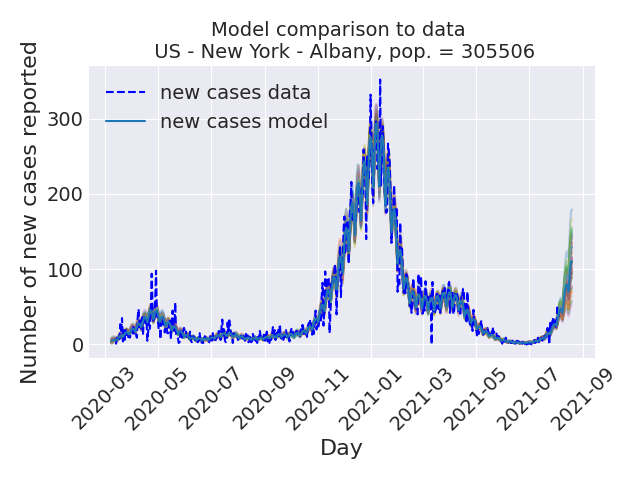 Model comparison to data
US - New York - Albany, pop. = 305506
Number of new cases reported
new cases data
new cases model
300
200
100
0
2020-03
2020-05
2020-07
2020-09
2020-11
2021-01
2021-03
2021-05
2021-07
2021-09
Day